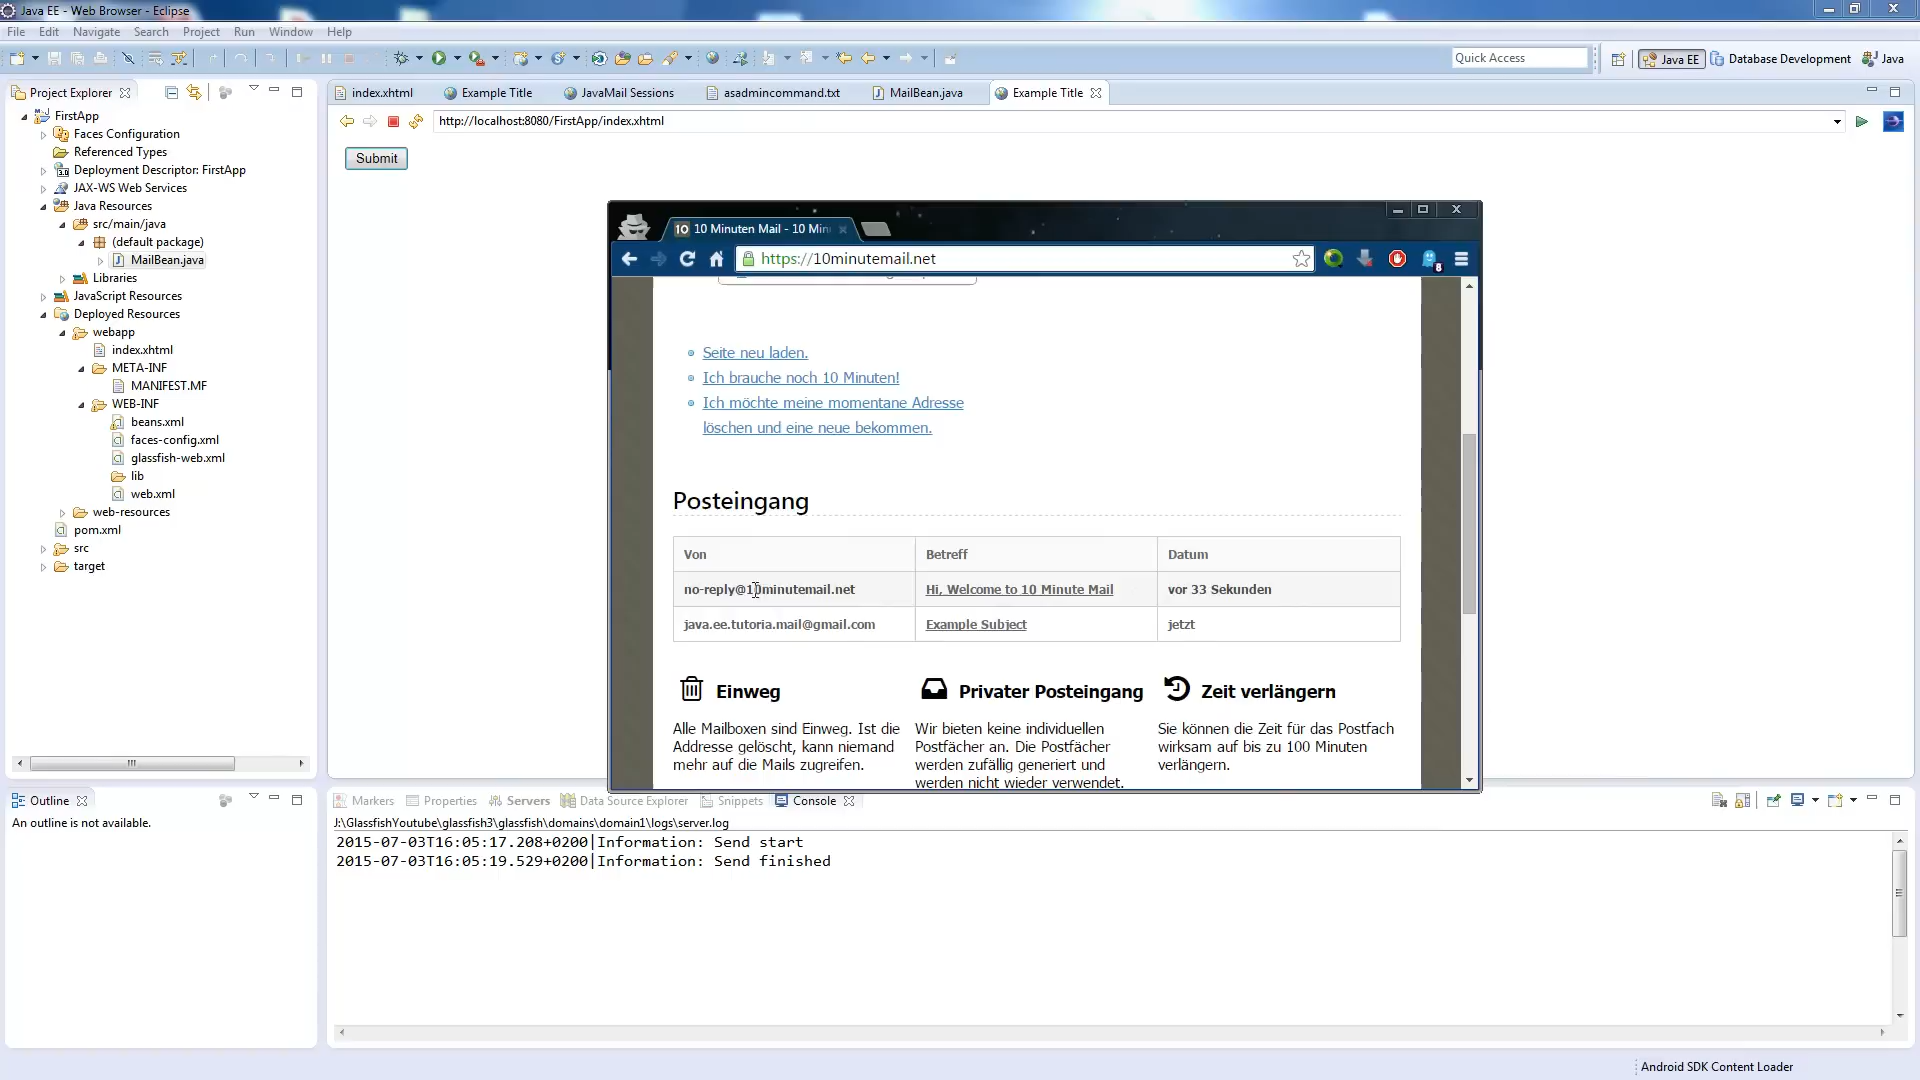 Java EE - Web Browser - Eclipse
File Edit Navigate Search Project Run Window Help
Quick Access
Java EE
Database Development
Java
Project Explorer
FirstApp
Faces Configuration
Referenced Types
Deployment Descriptor: FirstApp
JAX-WS Web Services
Java Resources
src/main/java
(default package)
MailBean.java
Libraries
JavaScript Resources
Deployed Resources
webapp
index.xhtml
META-INF
MANIFEST.MF
WEB-INF
beans.xml
faces-config.xml
glassfish-web.xml
lib
web.xml
web-resources
pom.xml
src
target
index.xhtml
Example Title
JavaMail Sessions
asadmincommand.txt
MailBean.java
Example Title
http://localhost:8080/FirstApp/index.xhtml
Submit
10 Minuten Mail - 10 Min
https://10minutemail.net
8
Seite neu laden.
Ich brauche noch 10 Minuten!
Ich möchte meine momentane Adresse
löschen und eine neue bekommen.
Posteingang
Von Betreff Datum
no-reply@10minutemail.net Hi, Welcome to 10 Minute Mail vor 33 Sekunden
java.ee.tutoria.mail@gmail.com Example Subject jetzt
Einweg
Alle Mailboxen sind Einweg. Ist die
Addresse gelöscht, kann niemand
mehr auf die Mails zugreifen.
Privater Posteingang
Wir bieten keine individuellen
Postfächer an. Die Postfächer
werden zufällig generiert und
werden nicht wieder verwendet.
Zeit verlängern
Sie können die Zeit für das Postfach
wirksam auf bis zu 100 Minuten
verlängern.
Outline
An outline is not available.
Markers Properties Servers Data Source Explorer Snippets Console
J:\GlassfishYoutube\glassfish3\glassfish\domains\domain1\logs\server.log
2015-07-03T16:05:17.208+0200|Information: Send start
2015-07-03T16:05:19.529+0200|Information: Send finished
Android SDK Content Loader